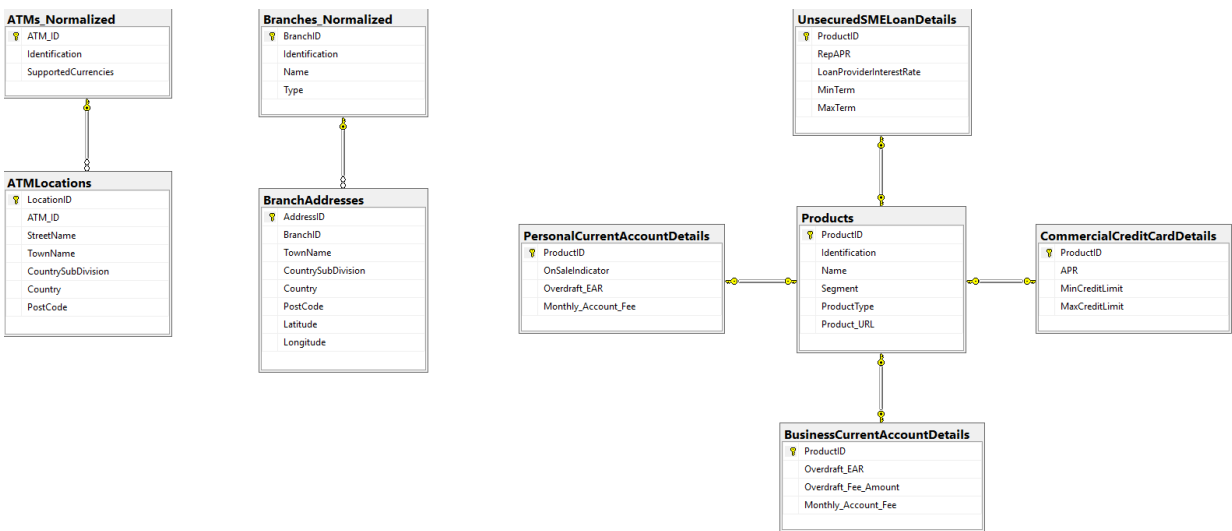 ATMs_Normalized
ATM_ID
Identification
SupportedCurrencies
ATMLocations
LocationID
ATM_ID
StreetName
TownName
CountrySubDivision
Country
PostCode
Branches_Normalized
BranchID
Identification
Name
Type
BranchAddresses
AddressID
BranchID
TownName
CountrySubDivision
Country
PostCode
Latitude
Longitude
UnsecuredSMELoanDetails
ProductID
RepAPR
LoanProviderInterestRate
MinTerm
MaxTerm
PersonalCurrentAccountDetails
ProductID
OnSaleIndicator
Overdraft_EAR
Monthly_Account_Fee
Products
ProductID
Identification
Name
Segment
ProductType
Product_URL
CommercialCreditCardDetails
ProductID
APR
MinCreditLimit
MaxCreditLimit
BusinessCurrentAccountDetails
ProductID
Overdraft_EAR
Overdraft_Fee_Amount
Monthly_Account_Fee